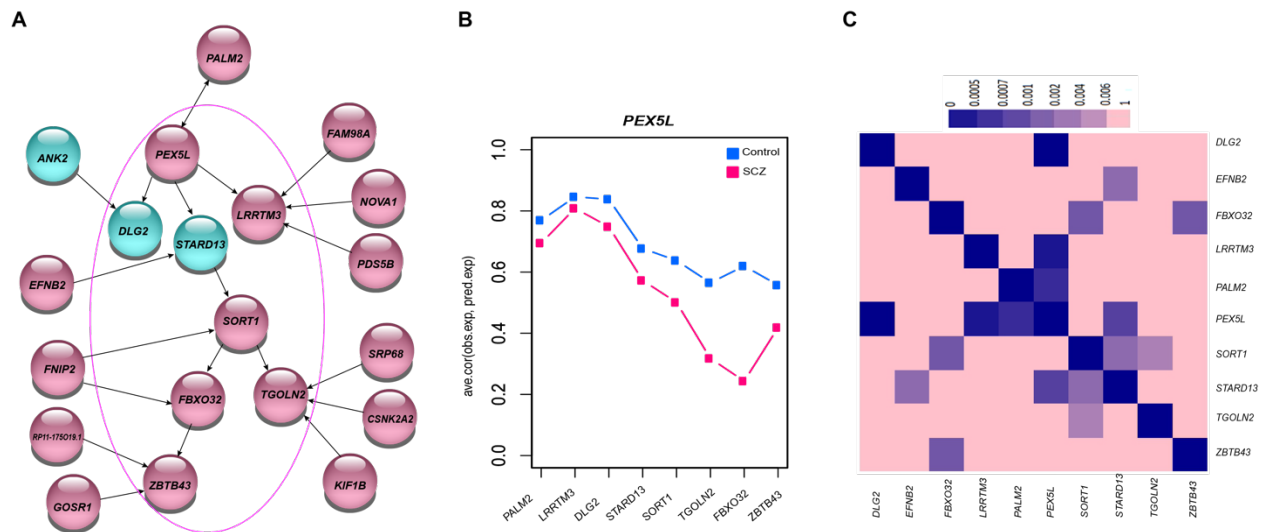 A
PALM2
PEX5L
FAM98A
ANK2
NOVA1
LRRTM3
DLG2
STARD13
PDS5B
EFNB2
SORT1
SRP68
FNIP2
FBXO32
TGOLN2
CSNK2A2
RP11-175O19.1
ZBTB43
KIF1B
GOSR1
B
PEX5L
Control
SCZ
ave.cor(obs.exp, pred.exp)
1.0
0.8
0.6
0.4
0.2
0.0
PALM2
LRRTM3
DLG2
STARD13
SORT1
TGOLN2
FBXO32
ZBTB43
C
0
0.0005
0.0007
0.001
0.002
0.004
0.006
1
DLG2
EFNB2
FBXO32
LRRTM3
PALM2
PEX5L
SORT1
STARD13
TGOLN2
ZBTB43
DLG2
EFNB2
FBXO32
LRRTM3
PALM2
PEX5L
SORT1
STARD13
TGOLN2
ZBTB43